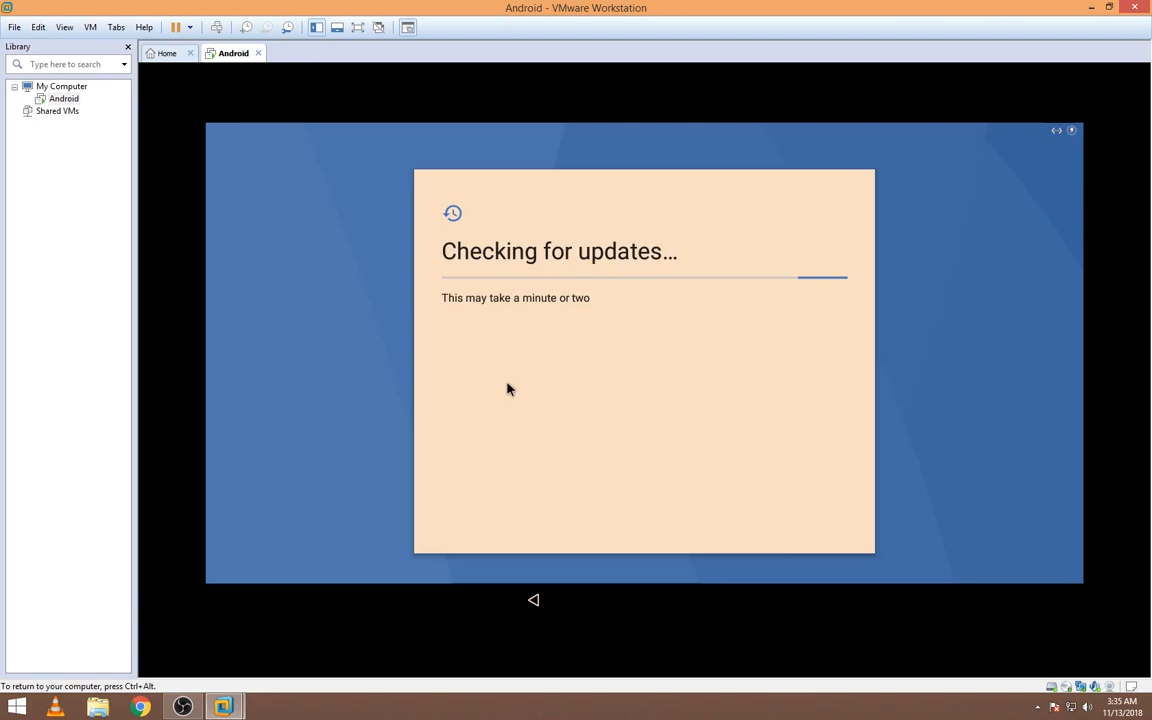 Android - VMware Workstation
File Edit View VM Tabs Help
Library
Home
Android
Type here to search
My Computer
Android
Shared VMs
Checking for updates...
This may take a minute or two
To return to your computer, press Ctrl+Alt.
3:35 AM
11/13/2018